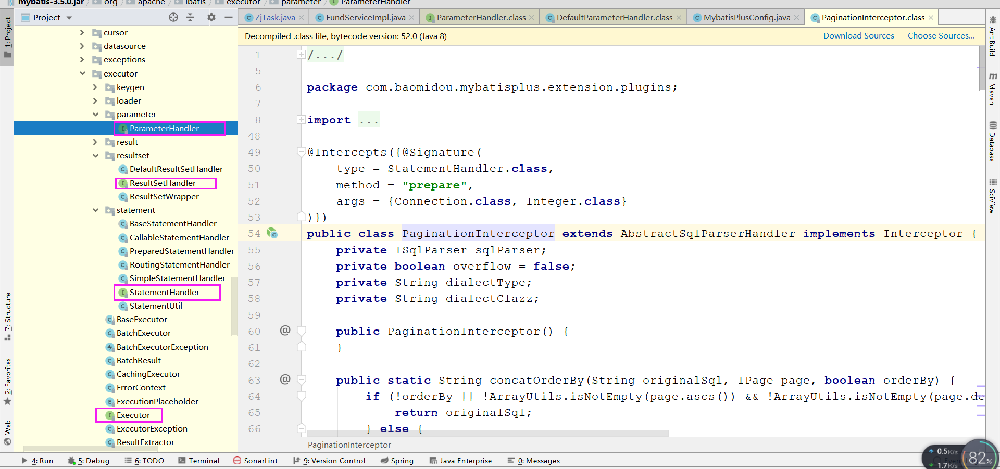 mybatis-3.5.0.jar org apache ibatis executor parameter ParameterHandler
Project
ZjTask.java
FundServiceImpl.java
ParameterHandler.class
DefaultParameterHandler.class
MybatisPlusConfig.java
PaginationInterceptor.class
Decompiled .class file, bytecode version: 52.0 (Java 8)
Download Sources
Choose Sources...
1: Project
Z: Structure
2: Favorites
Web
cursor
datasource
exceptions
executor
keygen
loader
parameter
ParameterHandler
result
resultset
DefaultResultSetHandler
ResultSetHandler
ResultSetWrapper
statement
BaseStatementHandler
CallableStatementHandler
PreparedStatementHandler
RoutingStatementHandler
SimpleStatementHandler
StatementHandler
StatementUtil
BaseExecutor
BatchExecutor
BatchExecutorException
BatchResult
CachingExecutor
ErrorContext
ExecutionPlaceholder
Executor
ExecutorException
ResultExtractor
1 /.../
5
6 package com.baomidou.mybatisplus.extension.plugins;
7
8 import ...
48
49 @Intercepts({@Signature(
50 type = StatementHandler.class,
51 method = "prepare",
52 args = {Connection.class, Integer.class}
53 )})
54 public class PaginationInterceptor extends AbstractSqlParserHandler implements Interceptor {
55 private ISqlParser sqlParser;
56 private boolean overflow = false;
57 private String dialectType;
58 private String dialectClazz;
59
60 @ public PaginationInterceptor() {
61 }
62
63 @ public static String concatOrderBy(String originalSql, IPage page, boolean orderBy) {
64 if (!orderBy || !ArrayUtils.isNotEmpty(page.ascs()) && !ArrayUtils.isNotEmpty(page.de
65 return originalSql;
66 } else {
PaginationInterceptor
Ant Build
Maven
Database
SciView
4: Run
5: Debug
6: TODO
Terminal
SonarLint
9: Version Control
Spring
Java Enterprise
0: Messages
0.5K/s
1.7K/s
82%